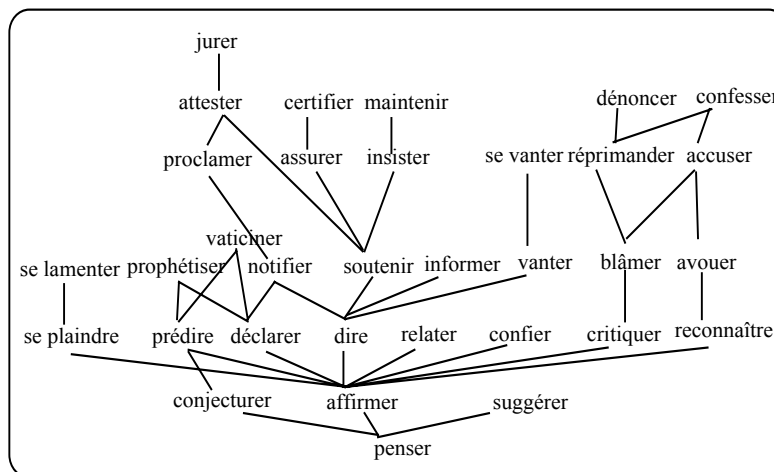 jurer
attester certifier maintenir dénoncer confesser
proclamer assurer insister se vanter réprimander accuser
vaticiner
se lamenter prophétiser notifier soutenir informer vanter blâmer avouer
se plaindre prédire déclarer dire relater confier critiquer reconnaître
conjecturer affirmer suggérer
penser